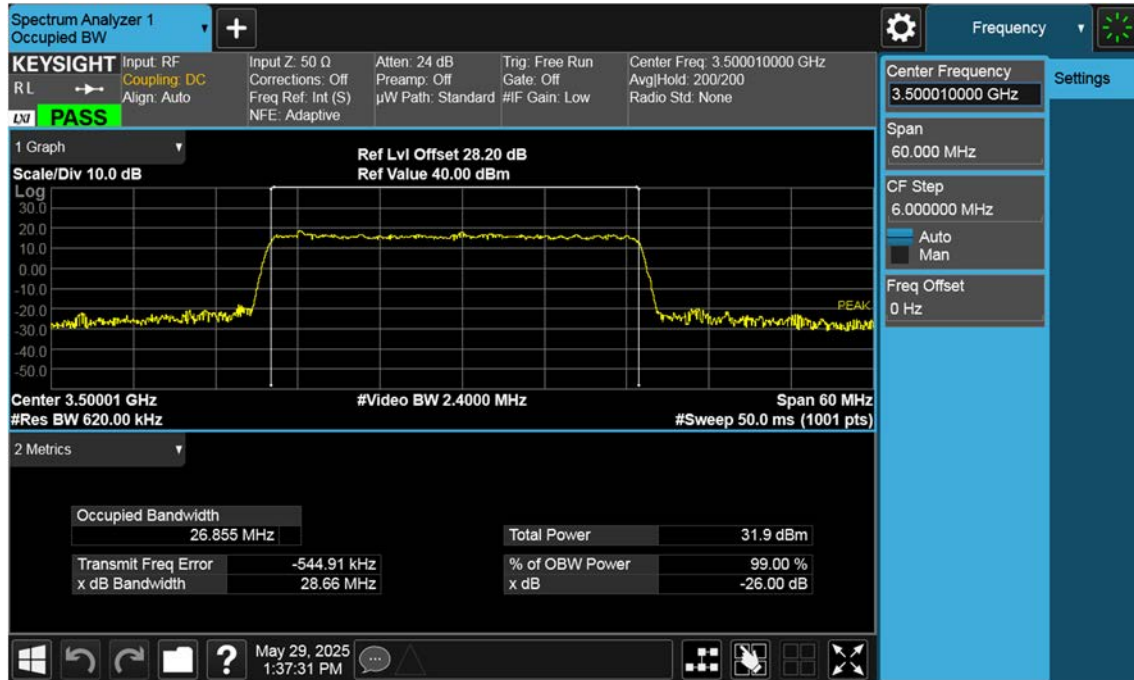 Spectrum Analyzer 1
Occupied BW
+
Frequency
KEYSIGHT
R L
LXI
PASS
Input: RF
Coupling: DC
Align: Auto
Input Z: 50 Ω
Corrections: Off
Freq Ref: Int (S)
NFE: Adaptive
Atten: 24 dB
Preamp: Off
µW Path: Standard
Trig: Free Run
Gate: Off
#IF Gain: Low
Center Freq: 3.500010000 GHz
Avg|Hold: 200/200
Radio Std: None
Center Frequency
3.500010000 GHz
Settings
Span
60.000 MHz
CF Step
6.000000 MHz
Auto
Man
Freq Offset
0 Hz
1 Graph
Scale/Div 10.0 dB
Ref Lvl Offset 28.20 dB
Ref Value 40.00 dBm
Log
30.0
20.0
10.0
0.00
-10.0
-20.0
-30.0
-40.0
-50.0
PEAK
Center 3.50001 GHz
#Video BW 2.4000 MHz
Span 60 MHz
#Res BW 620.00 kHz
#Sweep 50.0 ms (1001 pts)
2 Metrics
Occupied Bandwidth
26.855 MHz
Total Power 31.9 dBm
Transmit Freq Error -544.91 kHz
% of OBW Power 99.00 %
x dB Bandwidth 28.66 MHz
x dB -26.00 dB
?
May 29, 2025
1:37:31 PM